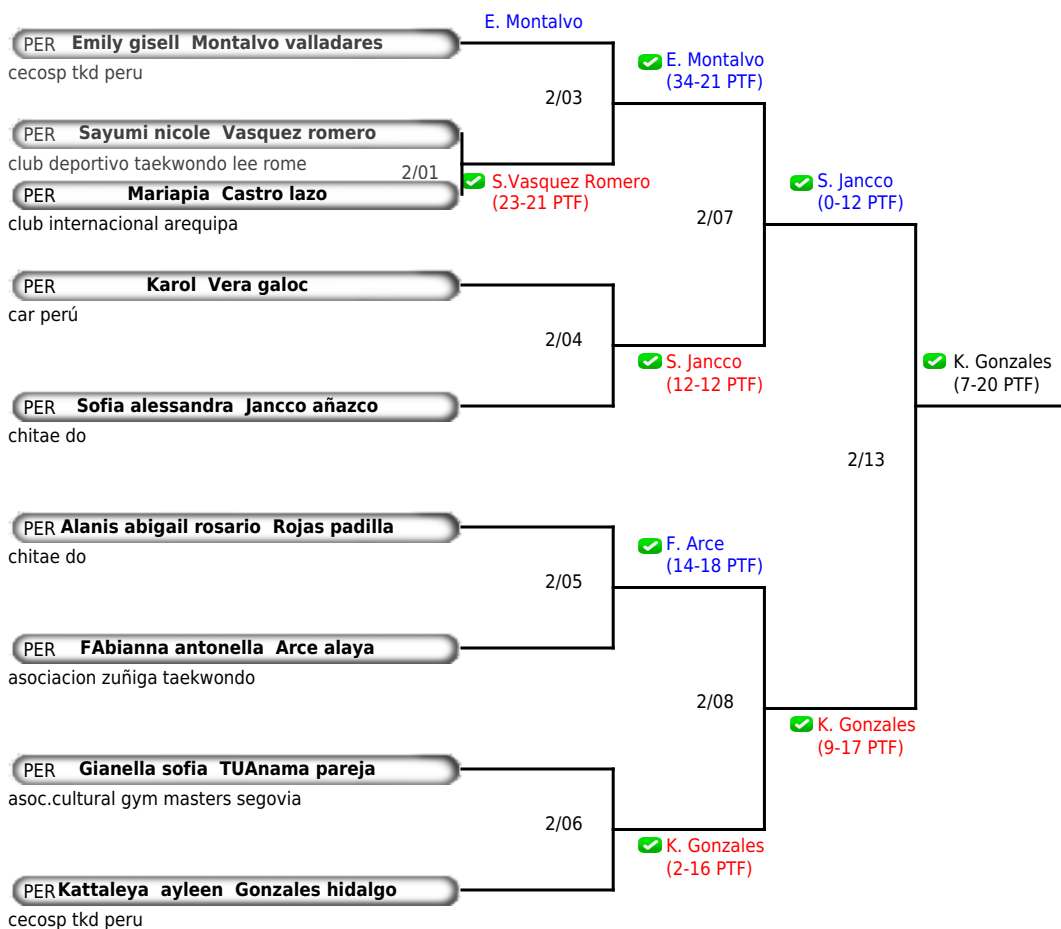 E. Montalvo
PER Emily gisell Montalvo valladares
cecosp tkd peru
E. Montalvo
(34-21 PTF)
2/03
PER Sayumi nicole Vasquez romero
club deportivo taekwondo lee rome
2/01
S.Vasquez Romero
(23-21 PTF)
PER Mariapia Castro lazo
club internacional arequipa
S. Jancco
(0-12 PTF)
2/07
PER Karol Vera galoc
car perú
2/04
S. Jancco
(12-12 PTF)
K. Gonzales
(7-20 PTF)
PER Sofia alessandra Jancco añazco
chitae do
2/13
PER Alanis abigail rosario Rojas padilla
chitae do
F. Arce
(14-18 PTF)
2/05
PER FAbianna antonella Arce alaya
asociacion zuñiga taekwondo
2/08
K. Gonzales
(9-17 PTF)
PER Gianella sofia TUAnama pareja
asoc.cultural gym masters segovia
2/06
K. Gonzales
(2-16 PTF)
PER Kattaleya ayleen Gonzales hidalgo
cecosp tkd peru